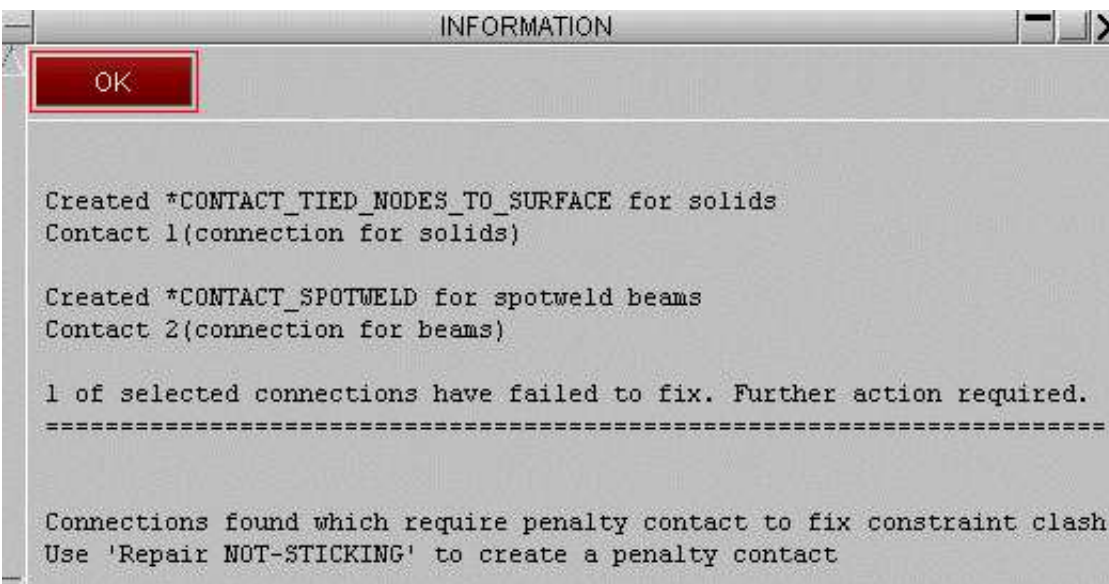 INFORMATION
OK
Created *CONTACT_TIED_NODES_TO_SURFACE for solids
Contact 1(connection for solids)
Created *CONTACT_SPOTWELD for spotweld beams
Contact 2(connection for beams)
1 of selected connections have failed to fix. Further action required.
========================================================================
Connections found which require penalty contact to fix constraint clash
Use 'Repair NOT-STICKING' to create a penalty contact